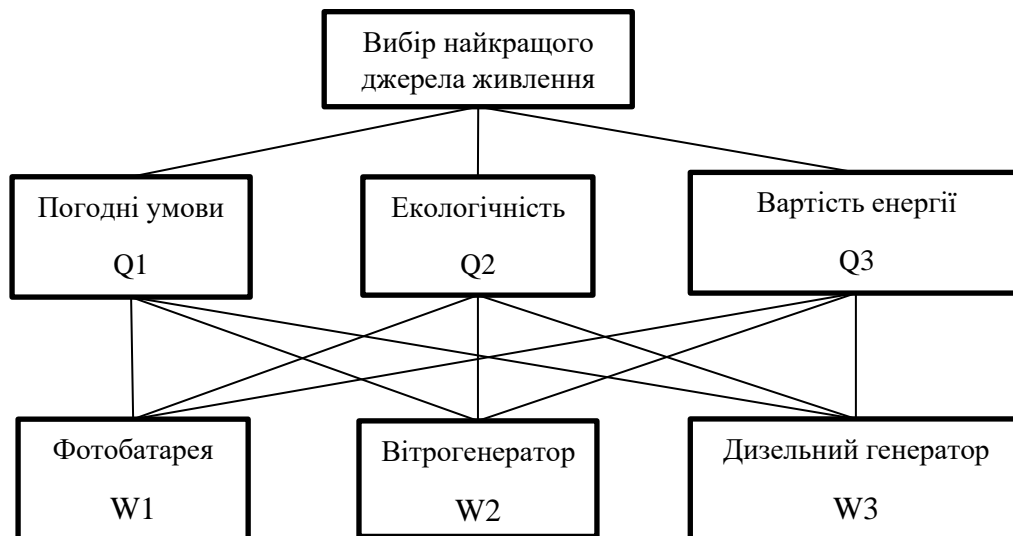 Вибір найкращого
джерела живлення
Погодні умови
Q1
Екологічність
Q2
Вартість енергії
Q3
Фотобатарея
W1
Вітрогенератор
W2
Дизельний генератор
W3